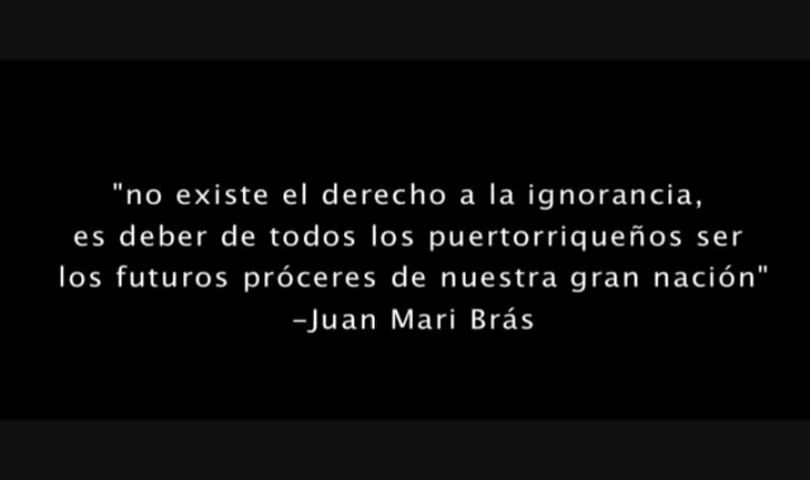 "no existe el derecho a la ignorancia,
es deber de todos los puertorriqueños ser
los futuros próceres de nuestra gran nación"
–Juan Mari Brás